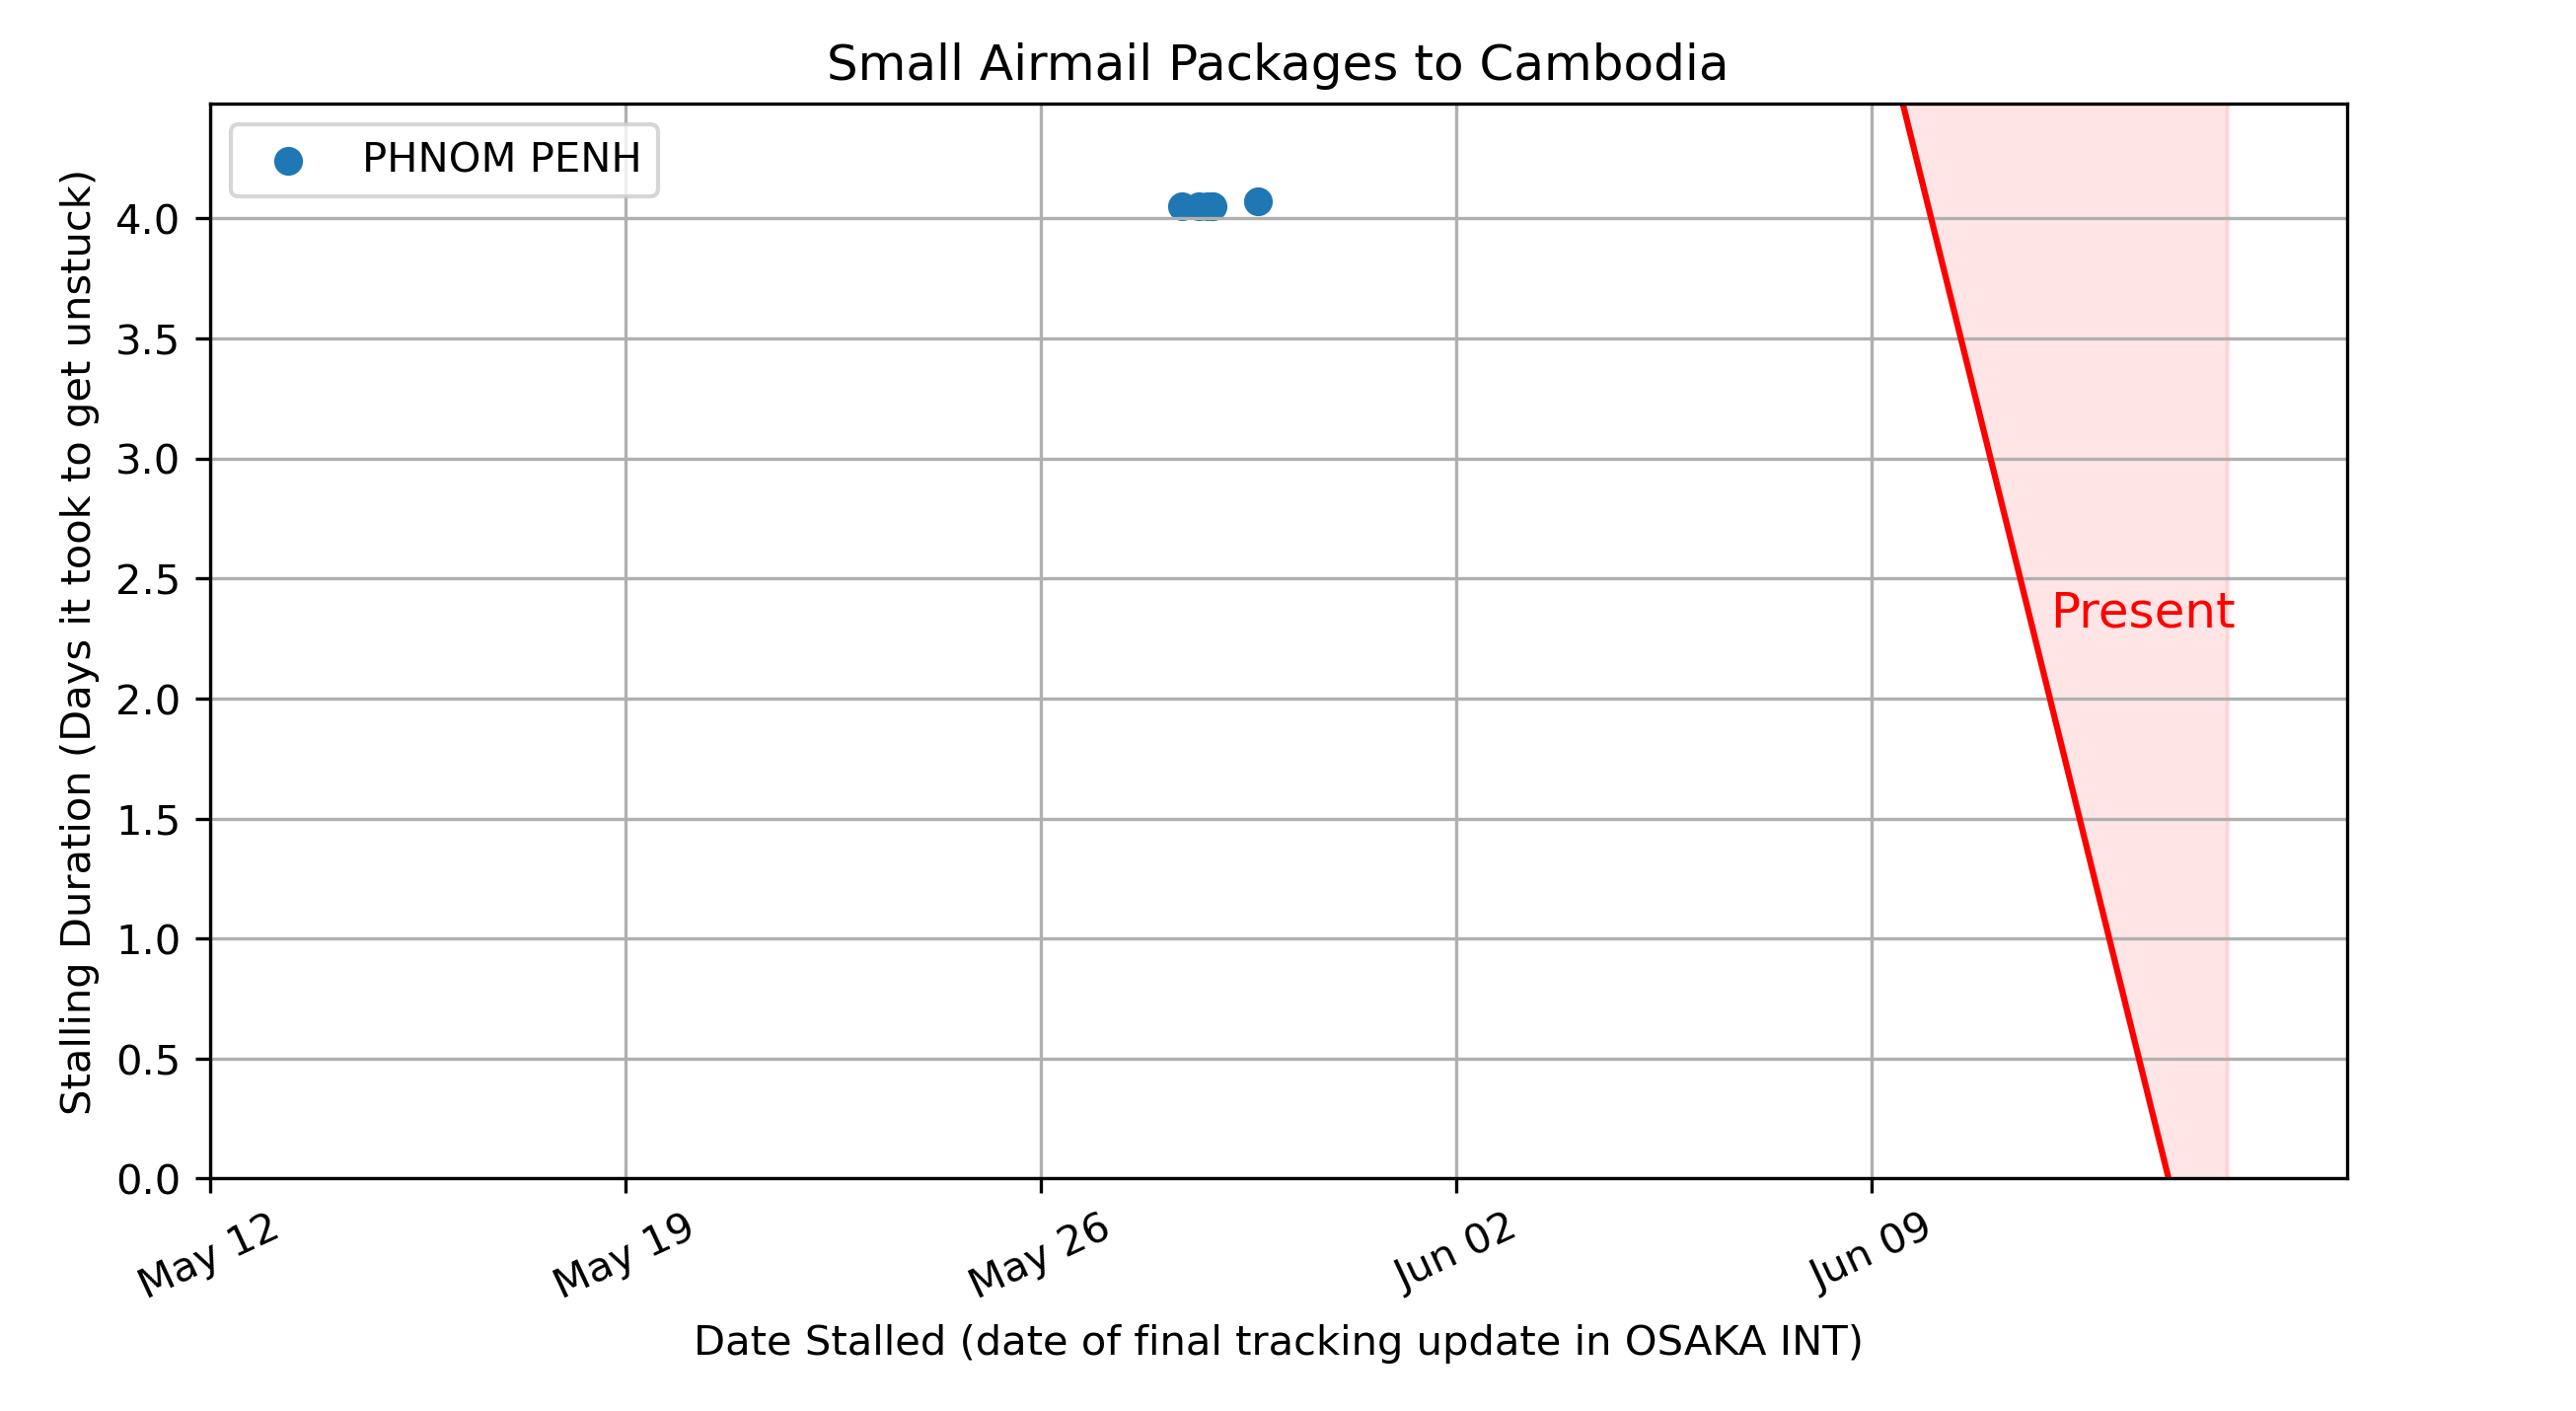 Small Airmail Packages to Cambodia
PHNOM PENH
Stalling Duration (Days it took to get unstuck)
4.0
3.5
3.0
2.5
2.0
1.5
1.0
0.5
0.0
Present
May 12
May 19
May 26
Jun 02
Jun 09
Date Stalled (date of final tracking update in OSAKA INT)